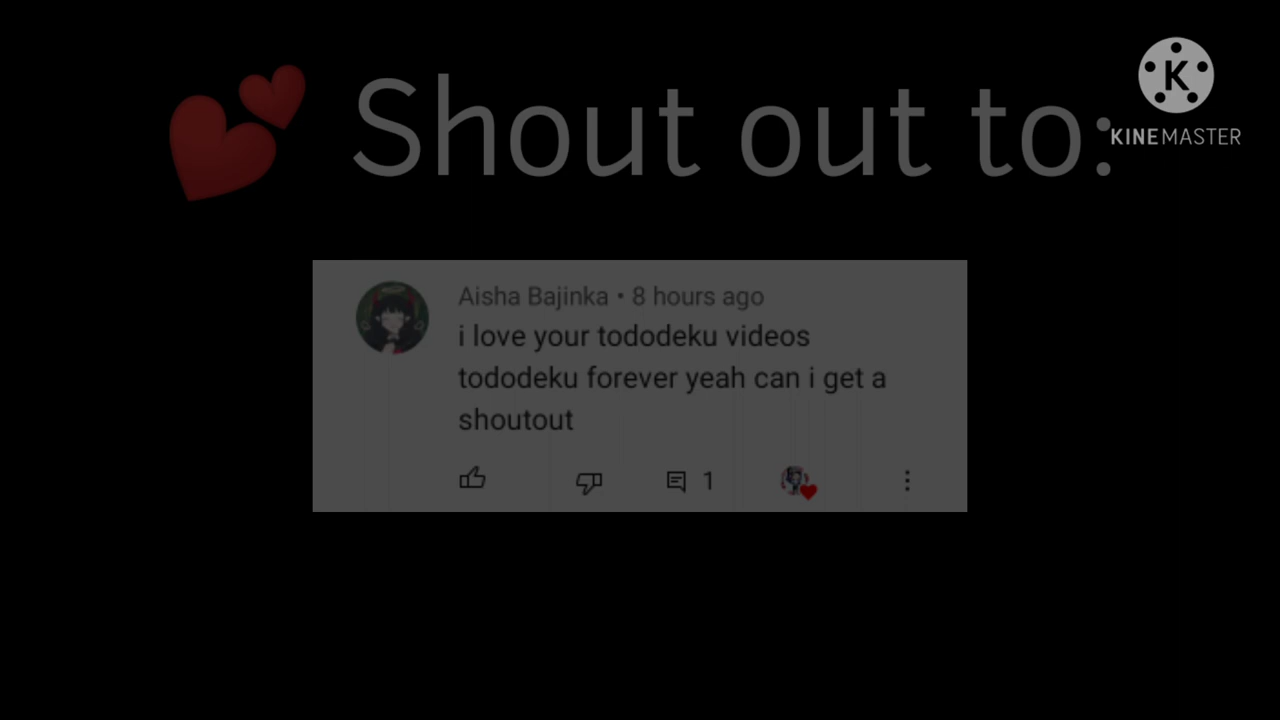 💕 Shout out to:
K
KINEMASTER
Aisha Bajinka • 8 hours ago
i love your tododeku videos
tododeku forever yeah can i get a
shoutout
1